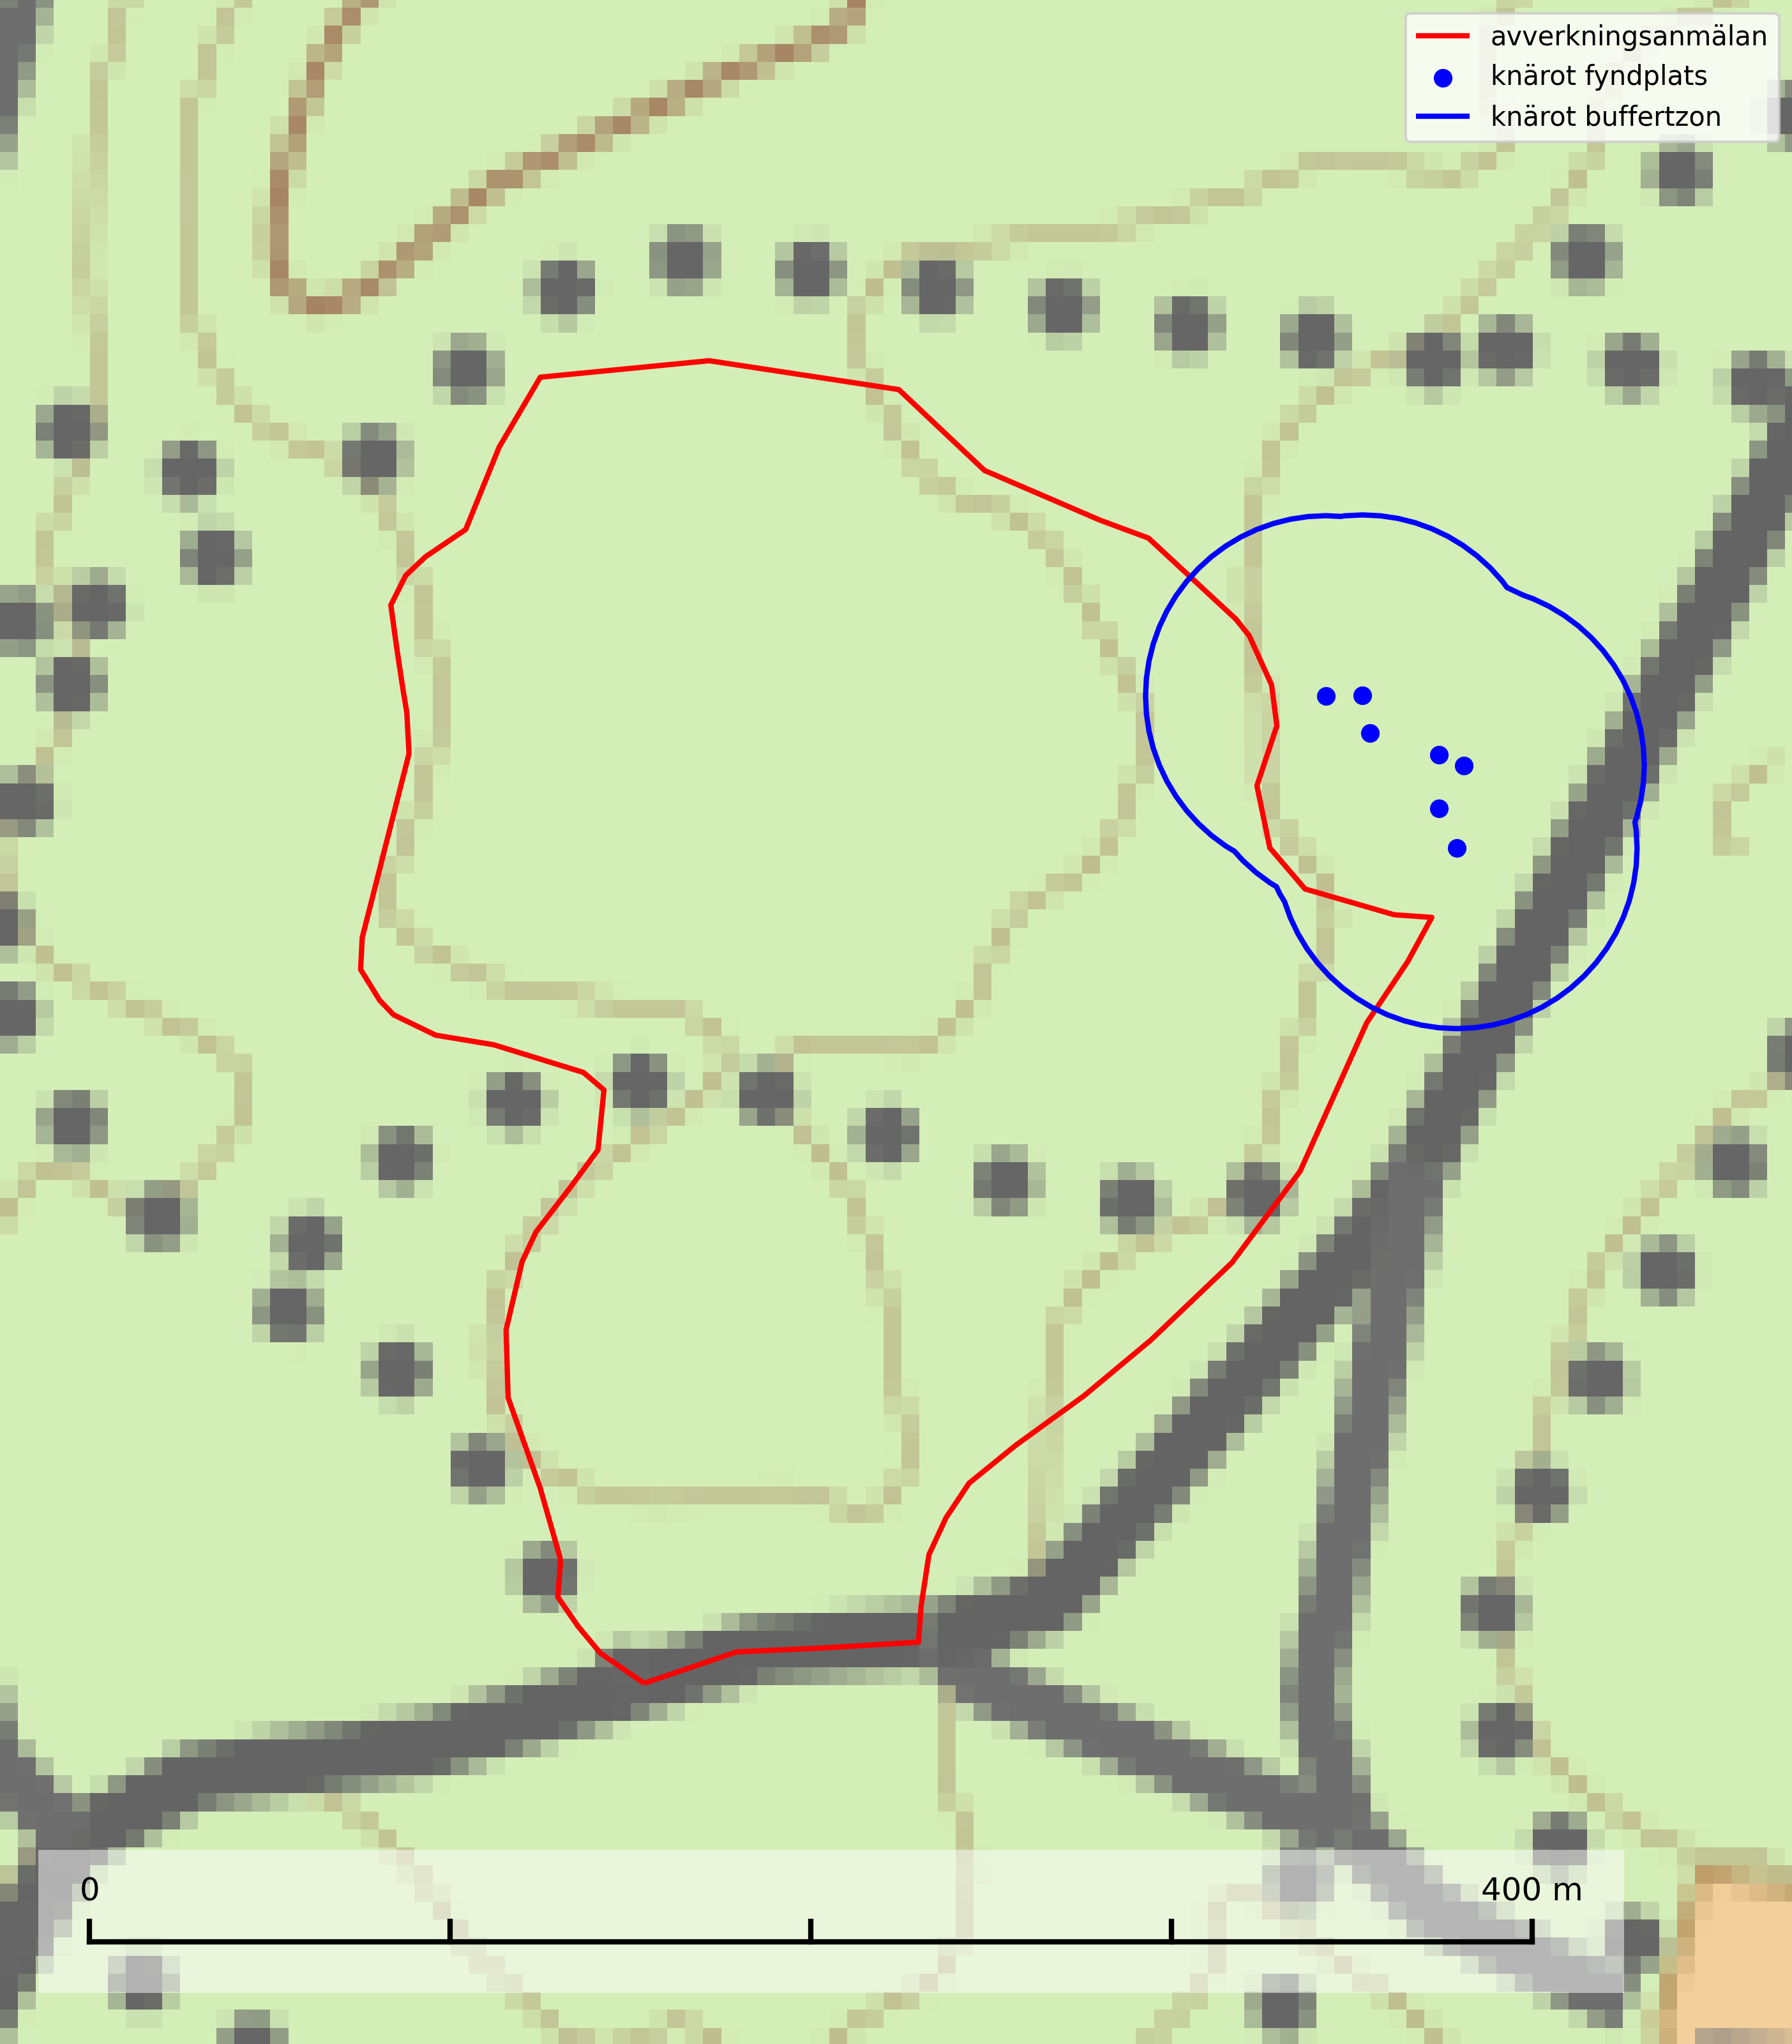 avverkningsanmälan
knärot fyndplats
knärot buffertzon
0
400 m